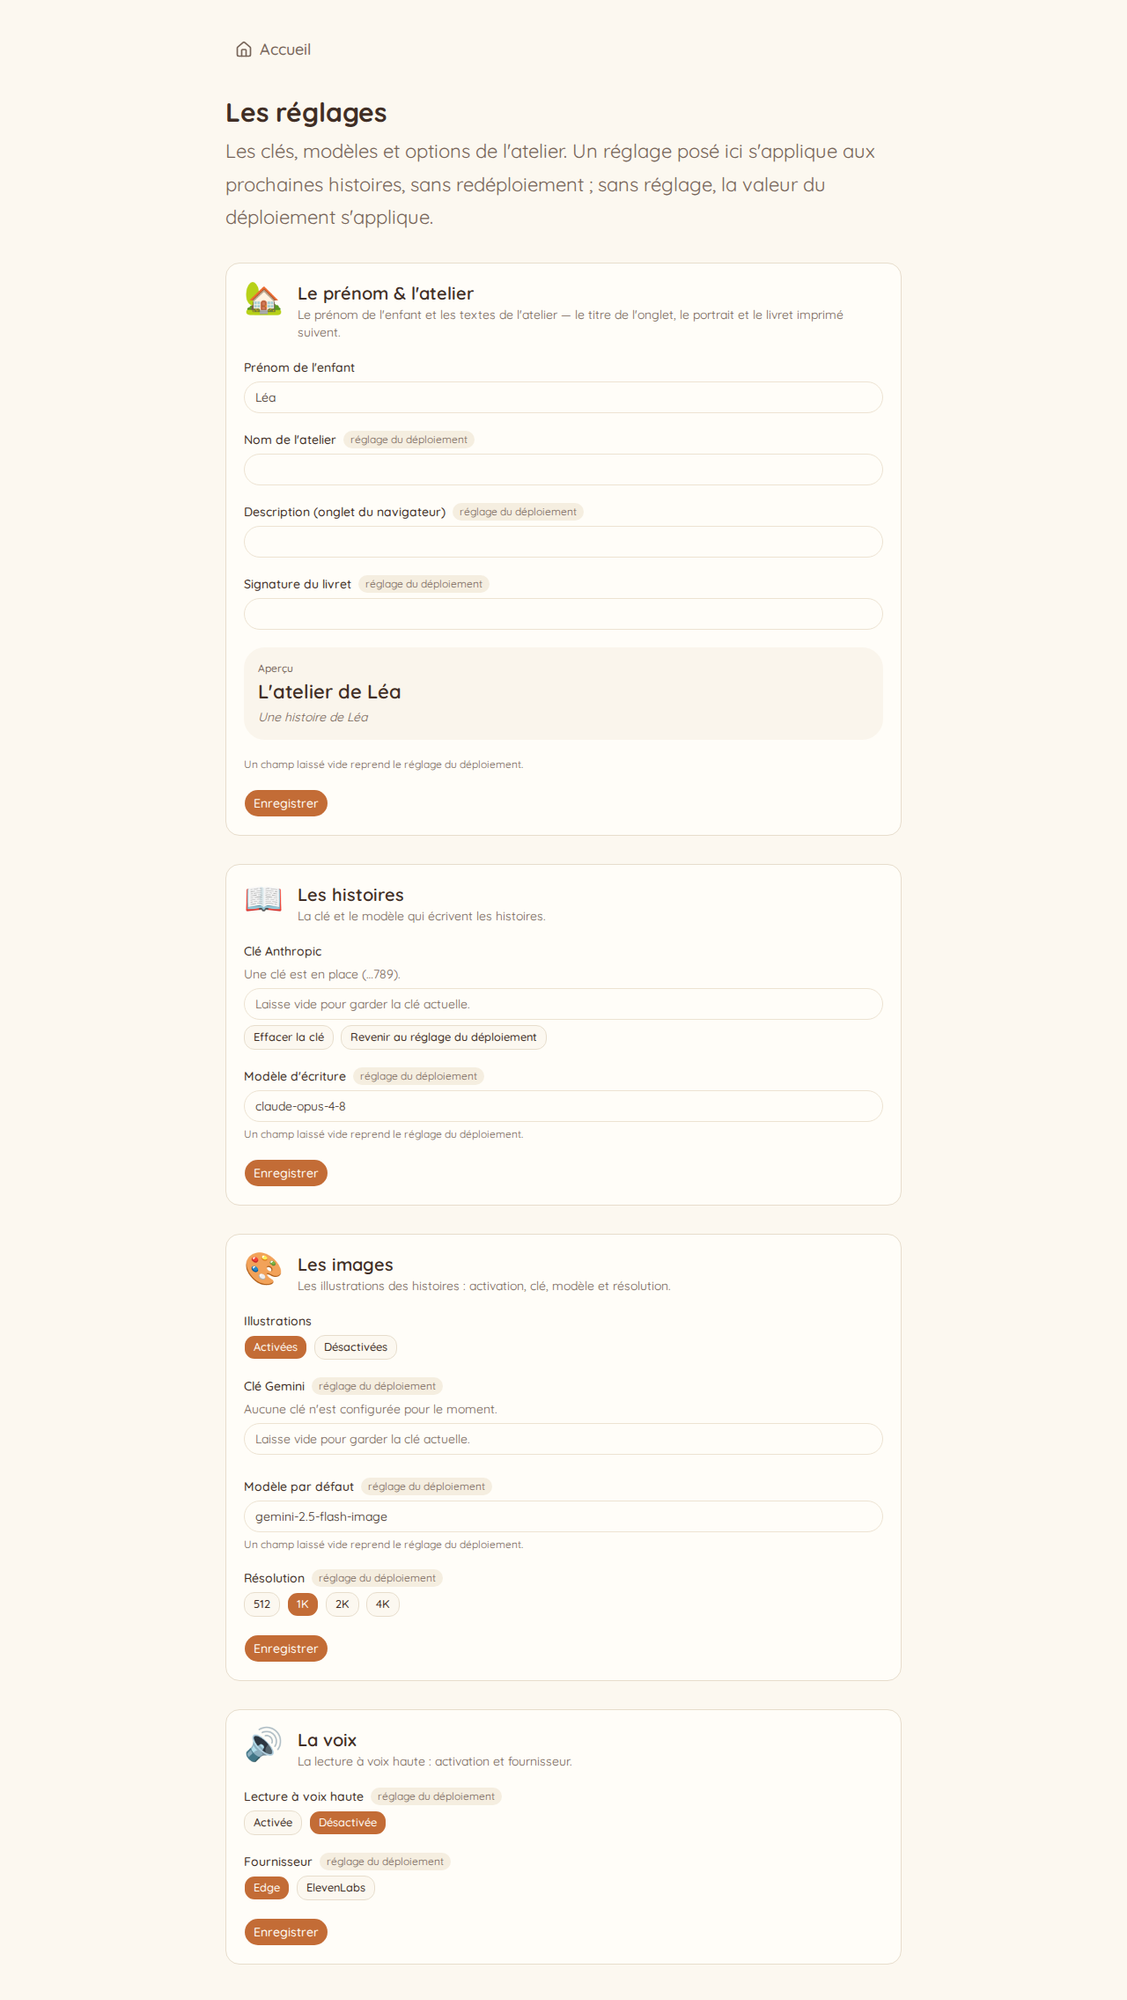 Accueil
Les réglages
Les clés, modèles et options de l'atelier. Un réglage posé ici s'applique aux
prochaines histoires, sans redéploiement ; sans réglage, la valeur du
déploiement s'applique.
Le prénom & l'atelier
Le prénom de l'enfant et les textes de l'atelier — le titre de l'onglet, le portrait et le livret imprimé
suivent.
Prénom de l'enfant
Léa
Nom de l'atelier réglage du déploiement
Description (onglet du navigateur) réglage du déploiement
Signature du livret réglage du déploiement
Aperçu
L'atelier de Léa
Une histoire de Léa
Un champ laissé vide reprend le réglage du déploiement.
Enregistrer
Les histoires
La clé et le modèle qui écrivent les histoires.
Clé Anthropic
Une clé est en place (…789).
Laisse vide pour garder la clé actuelle.
Effacer la clé Revenir au réglage du déploiement
Modèle d'écriture réglage du déploiement
claude-opus-4-8
Un champ laissé vide reprend le réglage du déploiement.
Enregistrer
Les images
Les illustrations des histoires : activation, clé, modèle et résolution.
Illustrations
Activées Désactivées
Clé Gemini réglage du déploiement
Aucune clé n'est configurée pour le moment.
Laisse vide pour garder la clé actuelle.
Modèle par défaut réglage du déploiement
gemini-2.5-flash-image
Un champ laissé vide reprend le réglage du déploiement.
Résolution réglage du déploiement
512 1K 2K 4K
Enregistrer
La voix
La lecture à voix haute : activation et fournisseur.
Lecture à voix haute réglage du déploiement
Activée Désactivée
Fournisseur réglage du déploiement
Edge ElevenLabs
Enregistrer